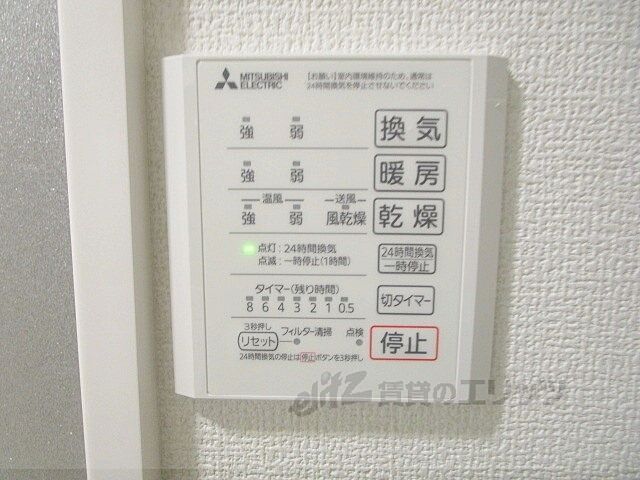 MITSUBISHI ELECTRIC
【お願い】室内環境維持のため、通常は
24時間換気を停止させないでください
強 弱 換気
強 弱 暖房
温風 送風
強 弱 風乾燥 乾燥
点灯:24時間換気
点滅:一時停止(1時間)
24時間換気
一時停止
タイマー(残り時間)
8 6 4 3 2 1 0.5
切タイマー
3秒押し
リセット フィルター清掃 点検
停止
24時間換気の停止は停止ボタンを3秒押し
elitz 賃貸のエリッツ